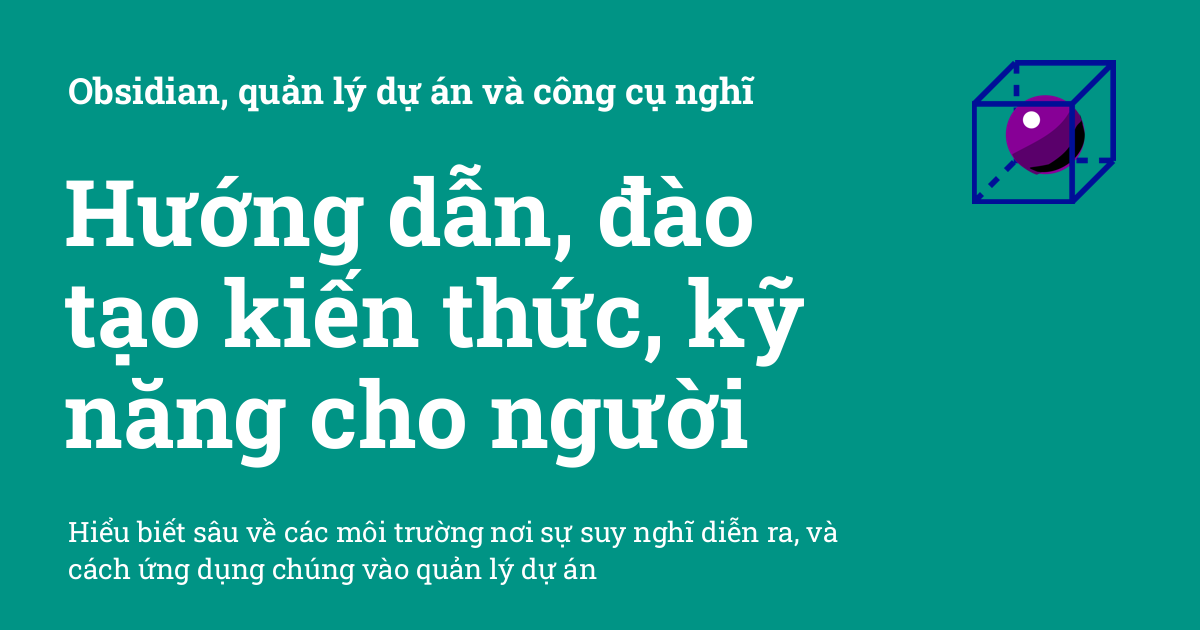 Obsidian, quản lý dự án và công cụ nghĩ
Hướng dẫn, đào
tạo kiến thức, kỹ
năng cho người
Hiểu biết sâu về các môi trường nơi sự suy nghĩ diễn ra, và
cách ứng dụng chúng vào quản lý dự án